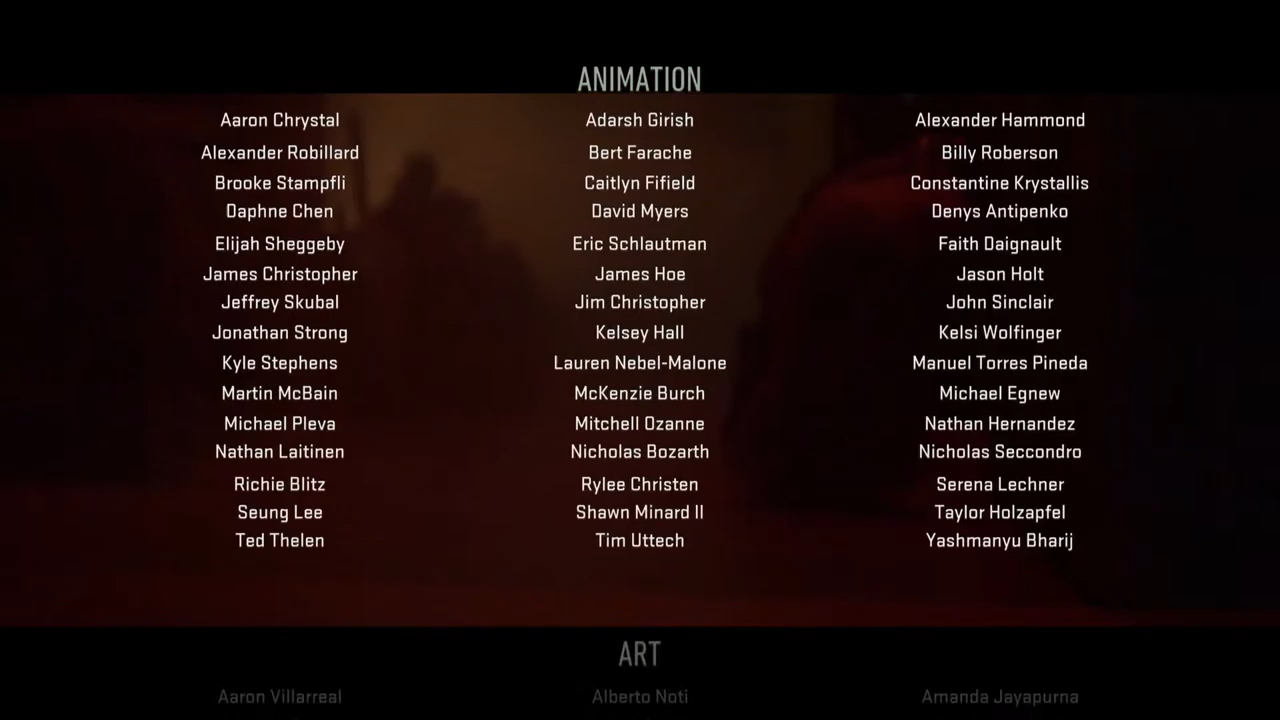 ANIMATION
Aaron Chrystal Adarsh Girish Alexander Hammond
Alexander Robillard Bert Farache Billy Roberson
Brooke Stampfli Caitlyn Fifield Constantine Krystallis
Daphne Chen David Myers Denys Antipenko
Elijah Sheggeby Eric Schlautman Faith Daignault
James Christopher James Hoe Jason Holt
Jeffrey Skubal Jim Christopher John Sinclair
Jonathan Strong Kelsey Hall Kelsi Wolfinger
Kyle Stephens Lauren Nebel-Malone Manuel Torres Pineda
Martin McBain McKenzie Burch Michael Egnew
Michael Pleva Mitchell Ozanne Nathan Hernandez
Nathan Laitinen Nicholas Bozarth Nicholas Seccondro
Richie Blitz Rylee Christen Serena Lechner
Seung Lee Shawn Minard II Taylor Holzapfel
Ted Thelen Tim Uttech Yashmanyu Bharij
ART
Aaron Villarreal Alberto Noti Amanda Jayapurna